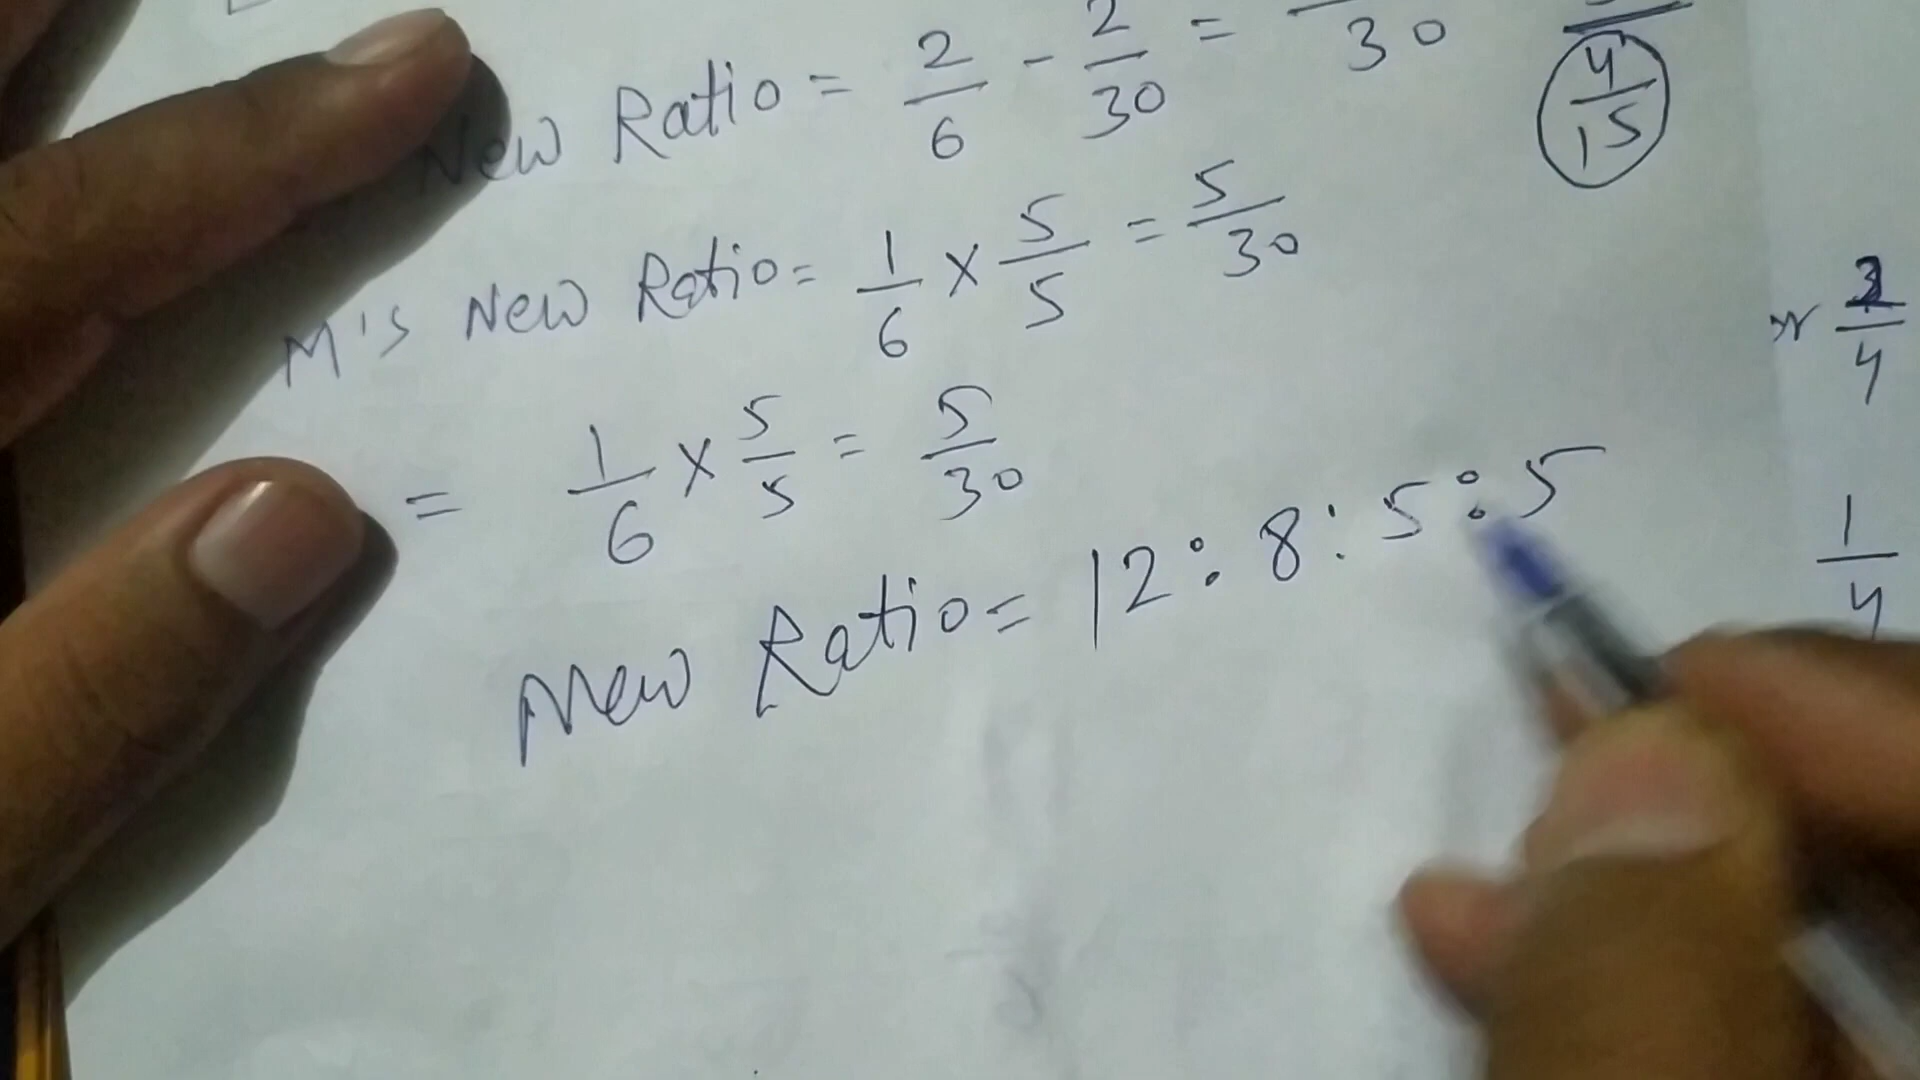 New Ratio = 2/6 - 2/30 = /30
4/15
M's New Ratio = 1/6 × 5/5 = 5/30
= 1/6 × 5/5 = 5/30
New Ratio = 12 : 8 : 5 : 5
/4
1/4